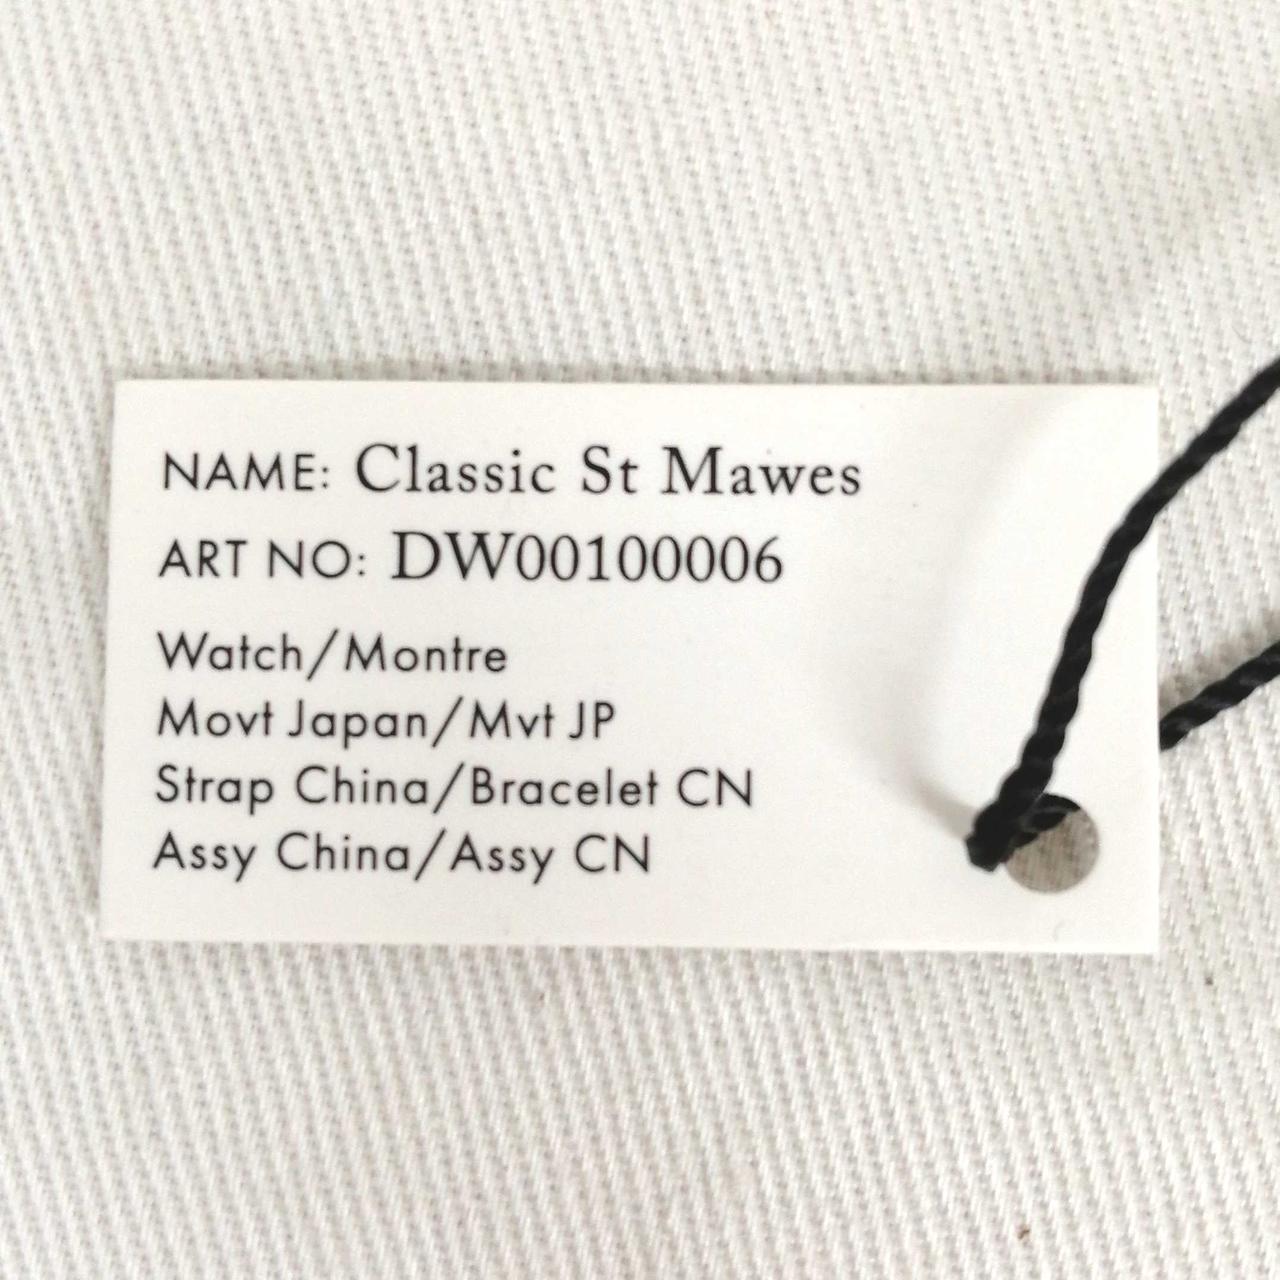 NAME: Classic St Mawes
ART NO: DW00100006
Watch/Montre
Movt Japan/Mvt JP
Strap China/Bracelet CN
Assy China/Assy CN